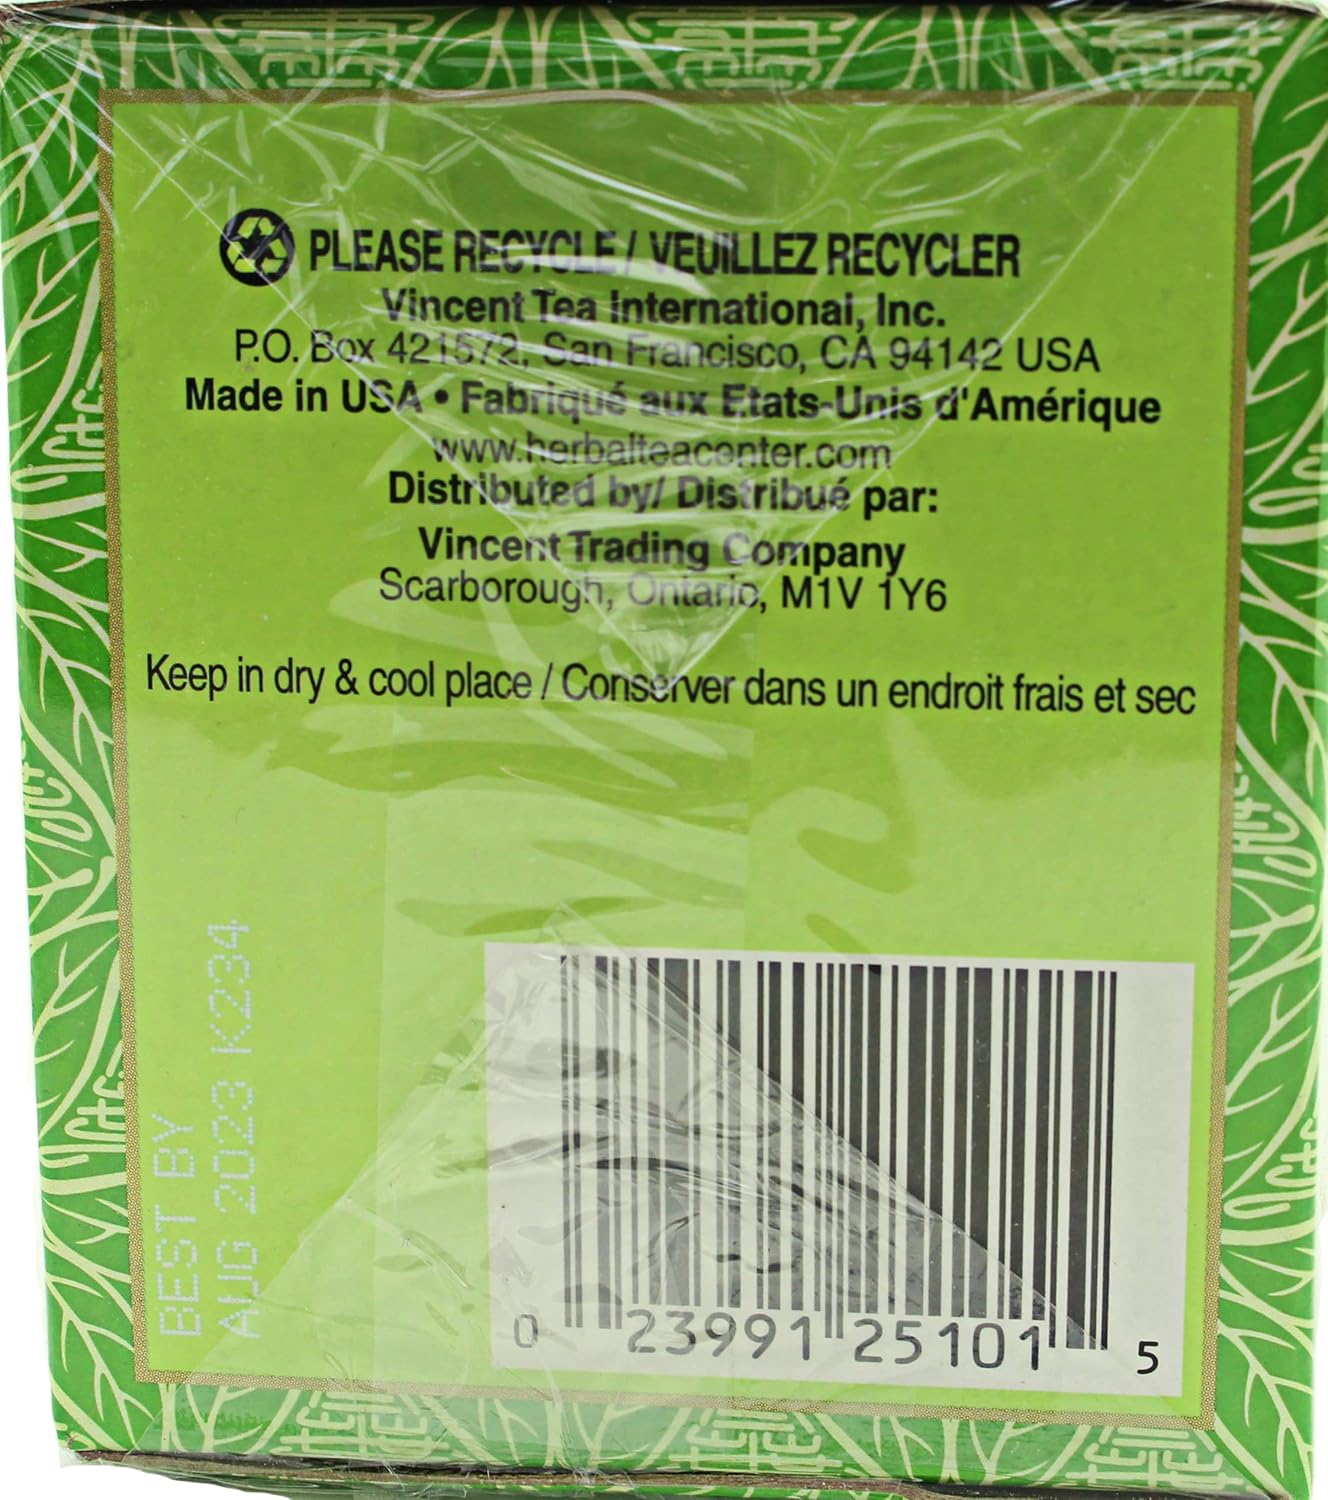 PLEASE RECYCLE / VEUILLEZ RECYCLER
Vincent Tea International, Inc.
P.O. Box 421572, San Francisco, CA 94142 USA
Made in USA • Fabriqué aux Etats-Unis d'Amérique
www.herbalteacenter.com
Distributed by/ Distribué par:
Vincent Trading Company
Scarborough, Ontario, M1V 1Y6
Keep in dry & cool place / Conserver dans un endroit frais et sec
BEST BY
AUG 2023 K234
0 23991 25101 5